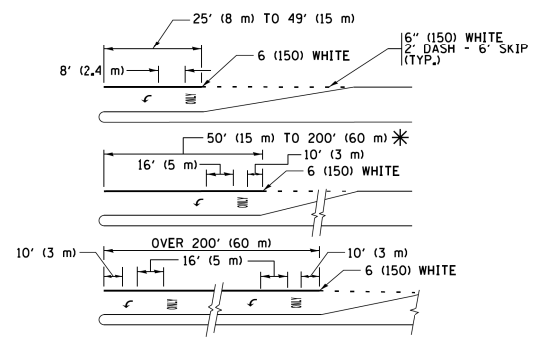 25' (8 m) TO 49' (15 m)
6" (150) WHITE
2' DASH - 6' SKIP
(TYP.)
6 (150) WHITE
8' (2.4 m)
ONLY
50' (15 m) TO 200' (60 m) *
16' (5 m)
10' (3 m)
6 (150) WHITE
ONLY
OVER 200' (60 m)
10' (3 m)
16' (5 m)
10' (3 m)
6 (150) WHITE
ONLY
ONLY